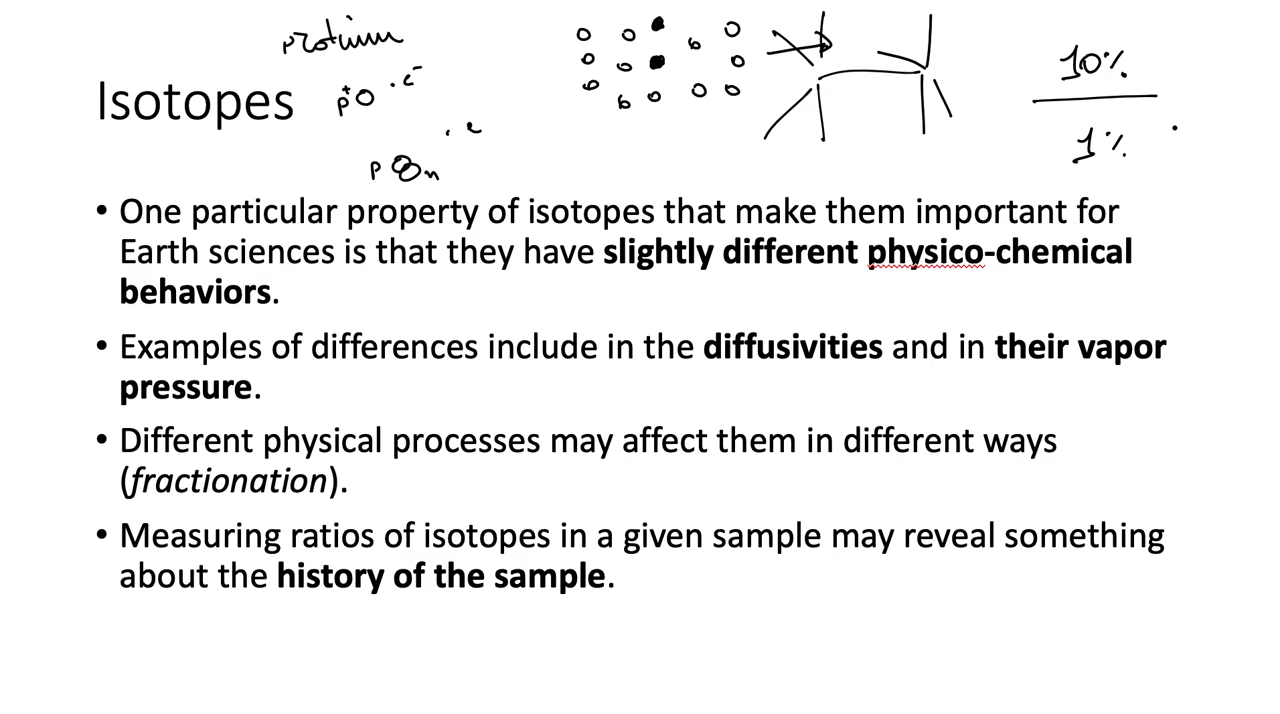 protium
Isotopes
p+ e-
e
p n
10%
1%
• One particular property of isotopes that make them important for
Earth sciences is that they have slightly different physico-chemical
behaviors.
• Examples of differences include in the diffusivities and in their vapor
pressure.
• Different physical processes may affect them in different ways
(fractionation).
• Measuring ratios of isotopes in a given sample may reveal something
about the history of the sample.